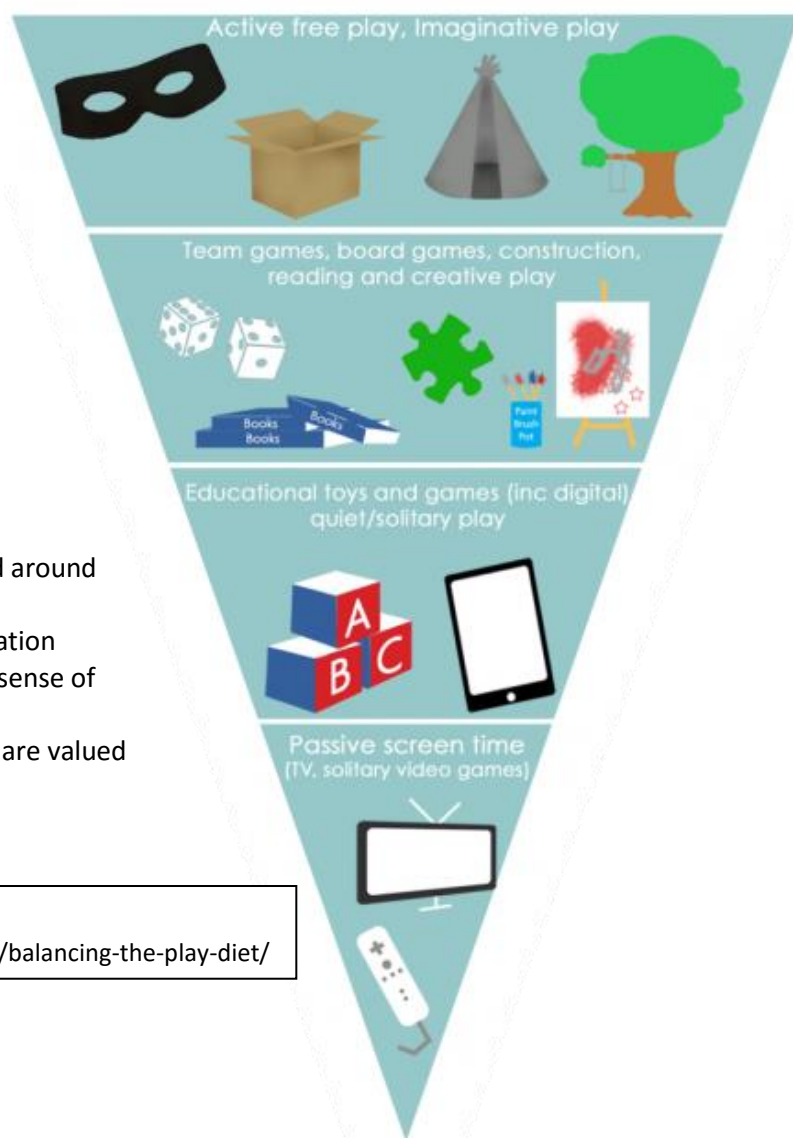 Active free play, Imaginative play
Team games, board games, construction,
reading and creative play
Books
Books
Books
Paint
Brush
Pot
Educational toys and games (inc digital)
quiet/solitary play
A
B
C
Passive screen time
(TV, solitary video games)
d around
ation
sense of
are valued
/balancing-the-play-diet/